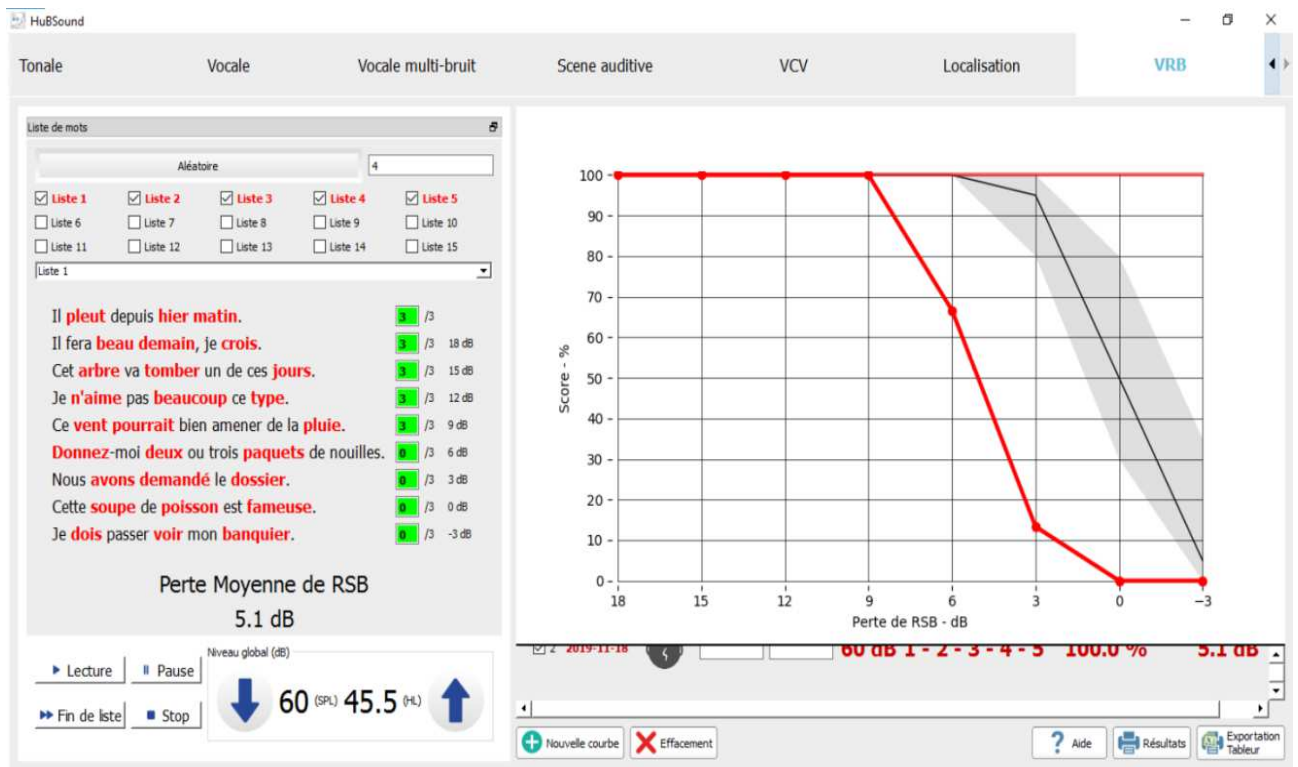 HuBSound
Tonale Vocale Vocale multi-bruit Scene auditive VCV Localisation VRB
Liste de mots
Aléatoire 4
Liste 1 Liste 2 Liste 3 Liste 4 Liste 5
Liste 6 Liste 7 Liste 8 Liste 9 Liste 10
Liste 11 Liste 12 Liste 13 Liste 14 Liste 15
Liste 1
Il pleut depuis hier matin. 3 /3
Il fera beau demain, je crois. 3 /3 18 dB
Cet arbre va tomber un de ces jours. 3 /3 15 dB
Je n'aime pas beaucoup ce type. 3 /3 12 dB
Ce vent pourrait bien amener de la pluie. 3 /3 9 dB
Donnez-moi deux ou trois paquets de nouilles. 0 /3 6 dB
Nous avons demandé le dossier. 0 /3 3 dB
Cette soupe de poisson est fameuse. 0 /3 0 dB
Je dois passer voir mon banquier. 0 /3 -3 dB
Perte Moyenne de RSB
5.1 dB
Lecture Pause
Fin de liste Stop
Niveau global (dB)
60 (SPL) 45.5 (HL)
Score - %
100
90
80
70
60
50
40
30
20
10
0
18 15 12 9 6 3 0 −3
Perte de RSB - dB
2 2019-11-18 60 dB 1 - 2 - 3 - 4 - 5 100.0 % 5.1 dB
Nouvelle courbe Effacement Aide Résultats Exportation
Tableur